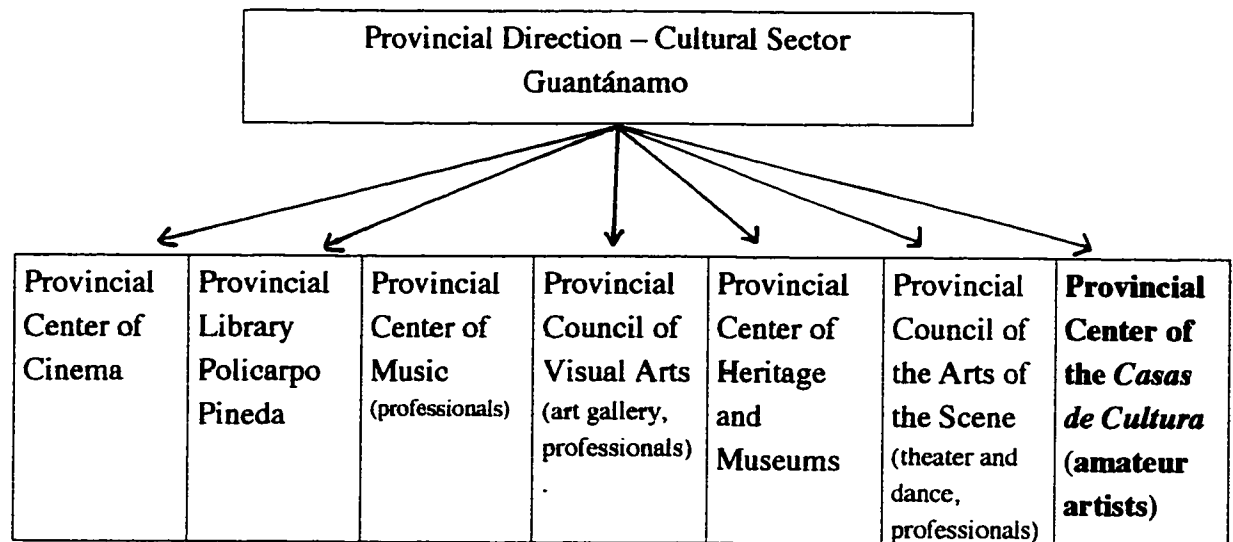 Provincial Direction – Cultural Sector
Guantánamo
Provincial
Center of
Cinema
Provincial
Library
Policarpo
Pineda
Provincial
Center of
Music
(professionals)
Provincial
Council of
Visual Arts
(art gallery,
professionals)
.
Provincial
Center of
Heritage
and
Museums
Provincial
Council of
the Arts of
the Scene
(theater and
dance,
professionals)
Provincial
Center of
the Casas
de Cultura
(amateur
artists)